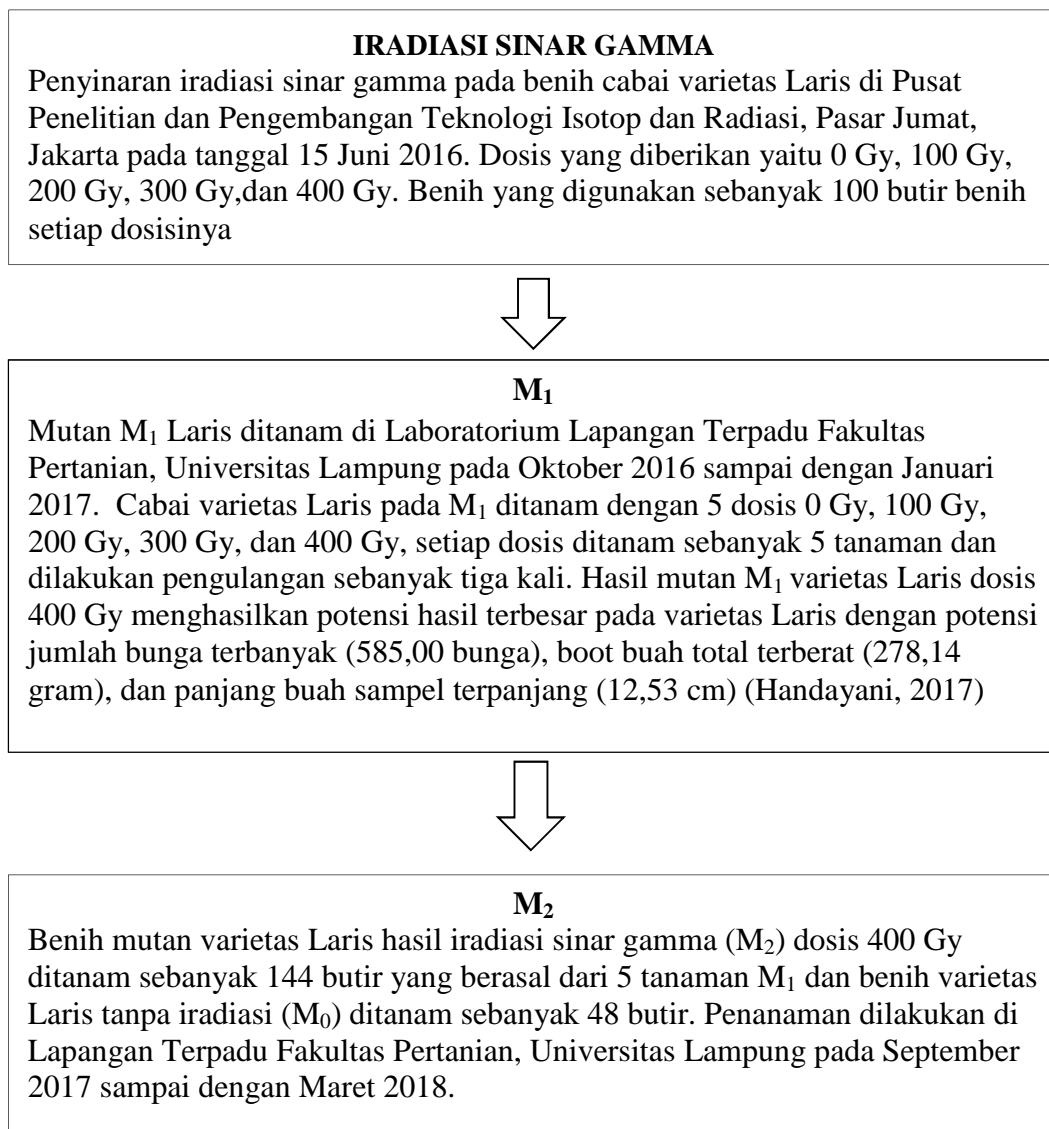 IRADIASI SINAR GAMMA
Penyinaran iradiasi sinar gamma pada benih cabai varietas Laris di Pusat
Penelitian dan Pengembangan Teknologi Isotop dan Radiasi, Pasar Jumat,
Jakarta pada tanggal 15 Juni 2016. Dosis yang diberikan yaitu 0 Gy, 100 Gy,
200 Gy, 300 Gy,dan 400 Gy. Benih yang digunakan sebanyak 100 butir benih
setiap dosisinya
M₁
Mutan M₁ Laris ditanam di Laboratorium Lapangan Terpadu Fakultas
Pertanian, Universitas Lampung pada Oktober 2016 sampai dengan Januari
2017. Cabai varietas Laris pada M₁ ditanam dengan 5 dosis 0 Gy, 100 Gy,
200 Gy, 300 Gy, dan 400 Gy, setiap dosis ditanam sebanyak 5 tanaman dan
dilakukan pengulangan sebanyak tiga kali. Hasil mutan M₁ varietas Laris dosis
400 Gy menghasilkan potensi hasil terbesar pada varietas Laris dengan potensi
jumlah bunga terbanyak (585,00 bunga), boot buah total terberat (278,14
gram), dan panjang buah sampel terpanjang (12,53 cm) (Handayani, 2017)
M₂
Benih mutan varietas Laris hasil iradiasi sinar gamma (M₂) dosis 400 Gy
ditanam sebanyak 144 butir yang berasal dari 5 tanaman M₁ dan benih varietas
Laris tanpa iradiasi (M₀) ditanam sebanyak 48 butir. Penanaman dilakukan di
Lapangan Terpadu Fakultas Pertanian, Universitas Lampung pada September
2017 sampai dengan Maret 2018.